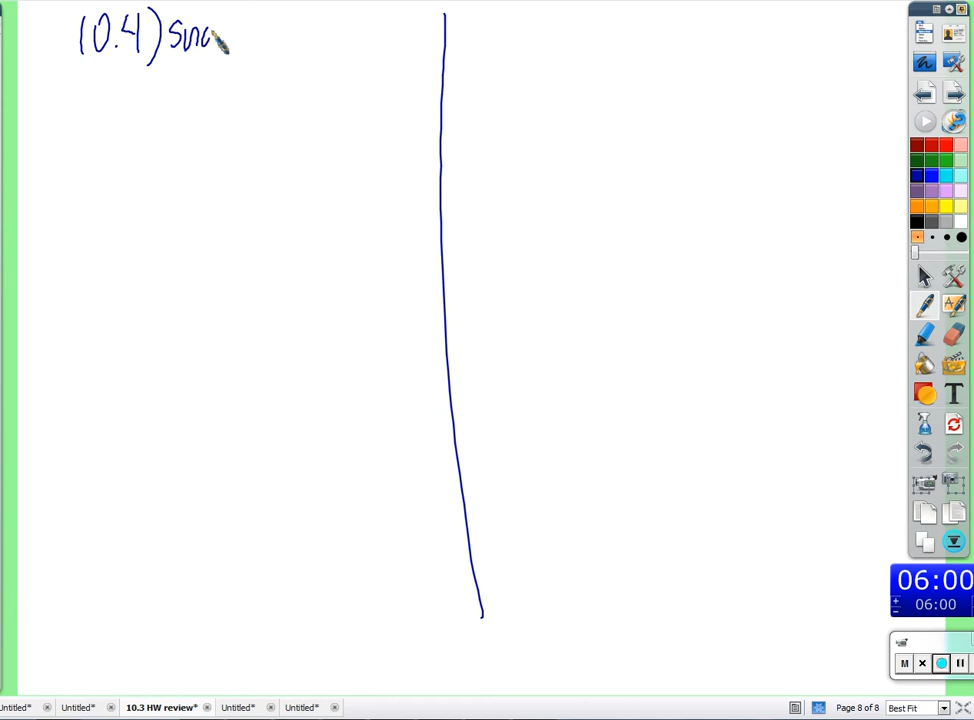 10.4)
06:00
06:00
M
Untitled*
Untitled*
10.3 HW review*
Untitled*
Untitled*
Page 8 of 8
Best Fit